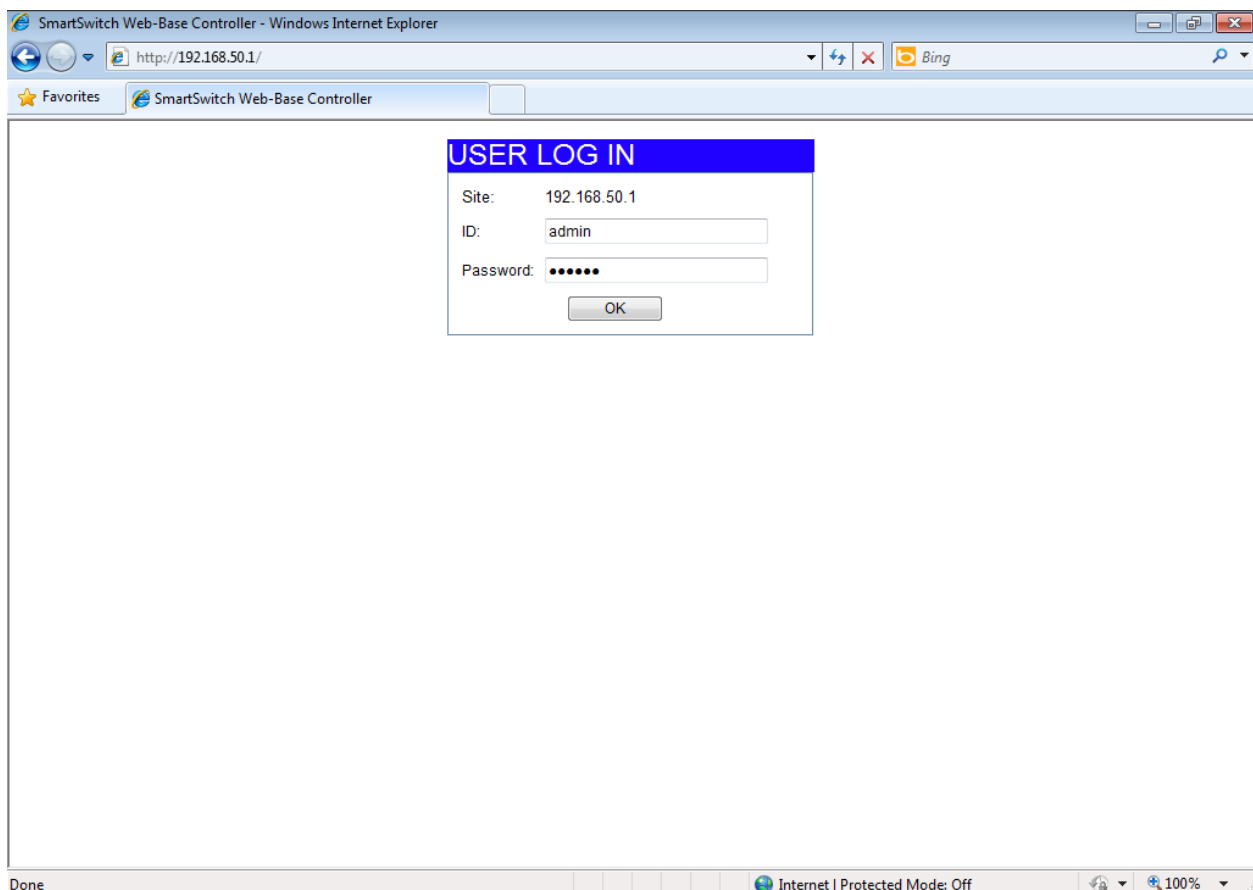 SmartSwitch Web-Base Controller - Windows Internet Explorer
http://192.168.50.1/
Bing
Favorites
SmartSwitch Web-Base Controller
USER LOG IN
Site: 192.168.50.1
ID: admin
Password: ••••••
OK
Done
Internet | Protected Mode: Off
100%